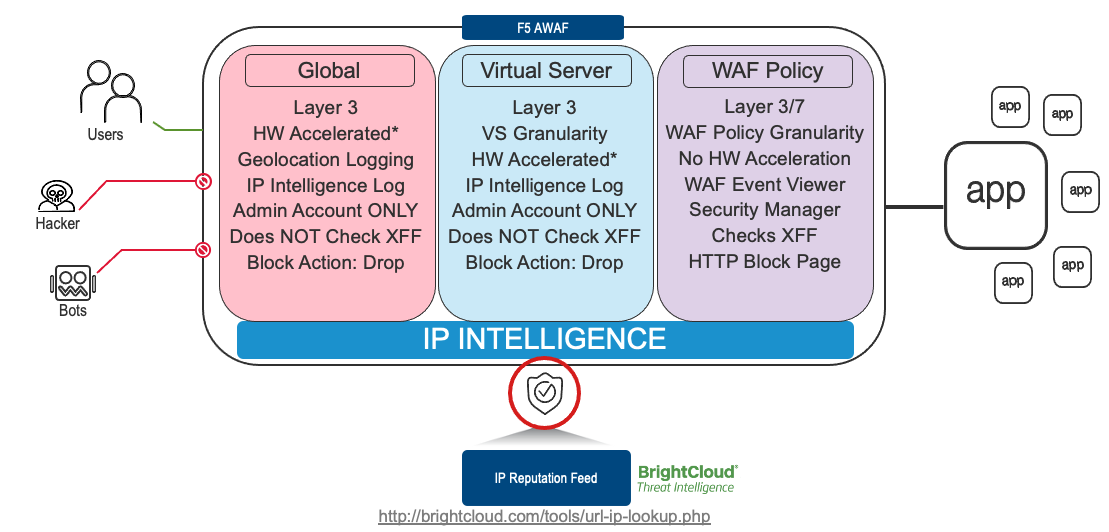 F5 AWAF
Users
Hacker
Bots
Global
Layer 3
HW Accelerated*
Geolocation Logging
IP Intelligence Log
Admin Account ONLY
Does NOT Check XFF
Block Action: Drop
Virtual Server
Layer 3
VS Granularity
HW Accelerated*
IP Intelligence Log
Admin Account ONLY
Does NOT Check XFF
Block Action: Drop
WAF Policy
Layer 3/7
WAF Policy Granularity
No HW Acceleration
WAF Event Viewer
Security Manager
Checks XFF
HTTP Block Page
app
app
app
app
app
app
IP INTELLIGENCE
IP Reputation Feed
BrightCloud®
Threat Intelligence
http://brightcloud.com/tools/url-ip-lookup.php